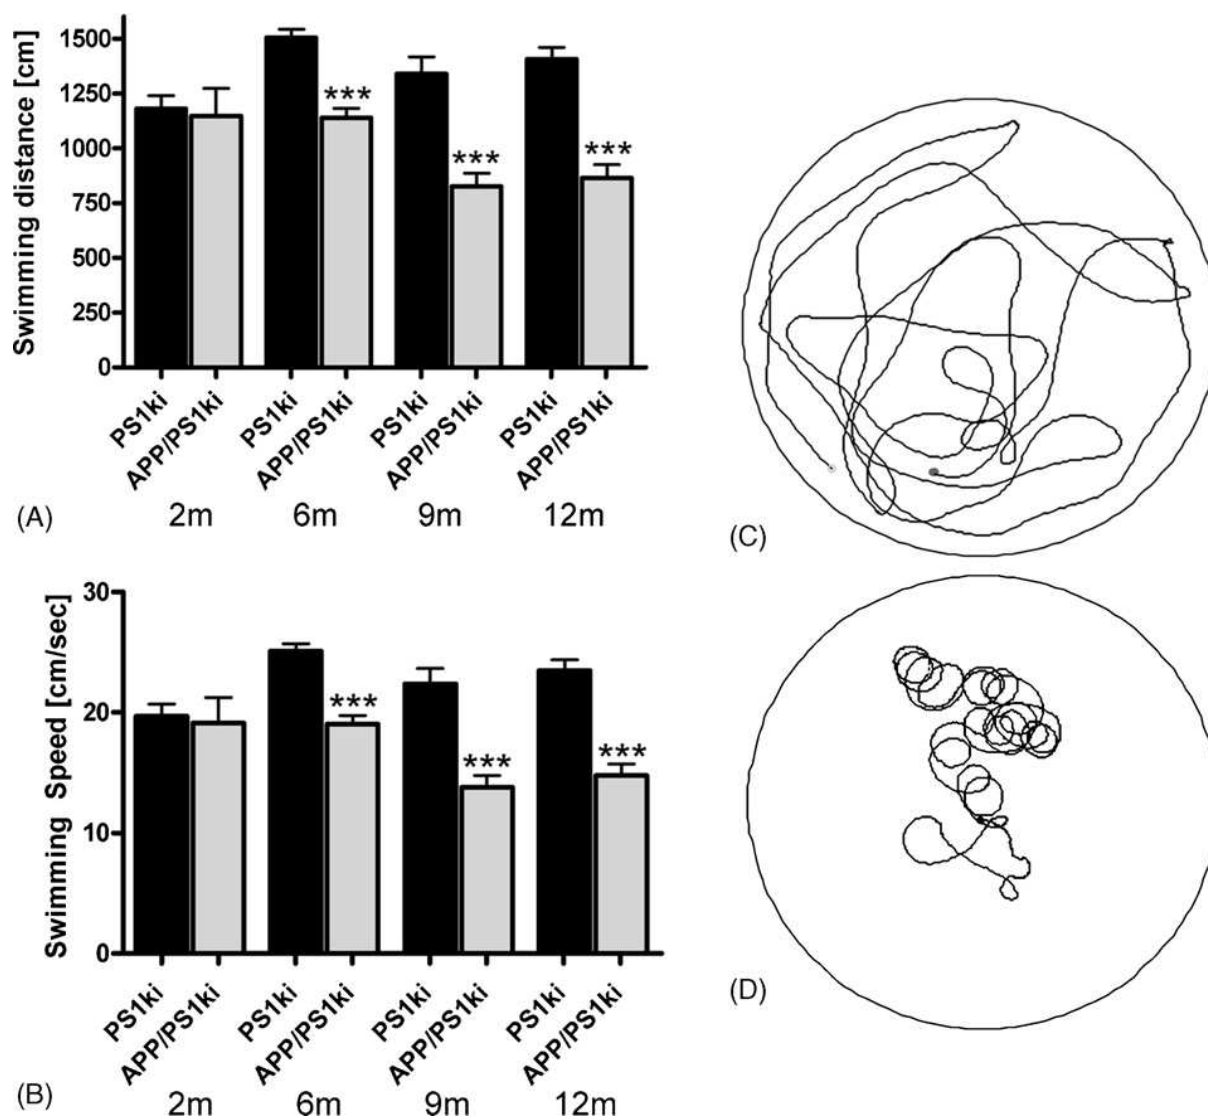 Swimming distance [cm]
1500
1250
1000
750
500
250
0
***
***
***
PS1ki
APP/PS1ki
PS1ki
APP/PS1ki
PS1ki
APP/PS1ki
PS1ki
APP/PS1ki
2m 6m 9m 12m
(A)
Swimming Speed [cm/sec]
30
20
10
0
***
***
***
PS1ki
APP/PS1ki
PS1ki
APP/PS1ki
PS1ki
APP/PS1ki
PS1ki
APP/PS1ki
2m 6m 9m 12m
(B)
(C)
(D)